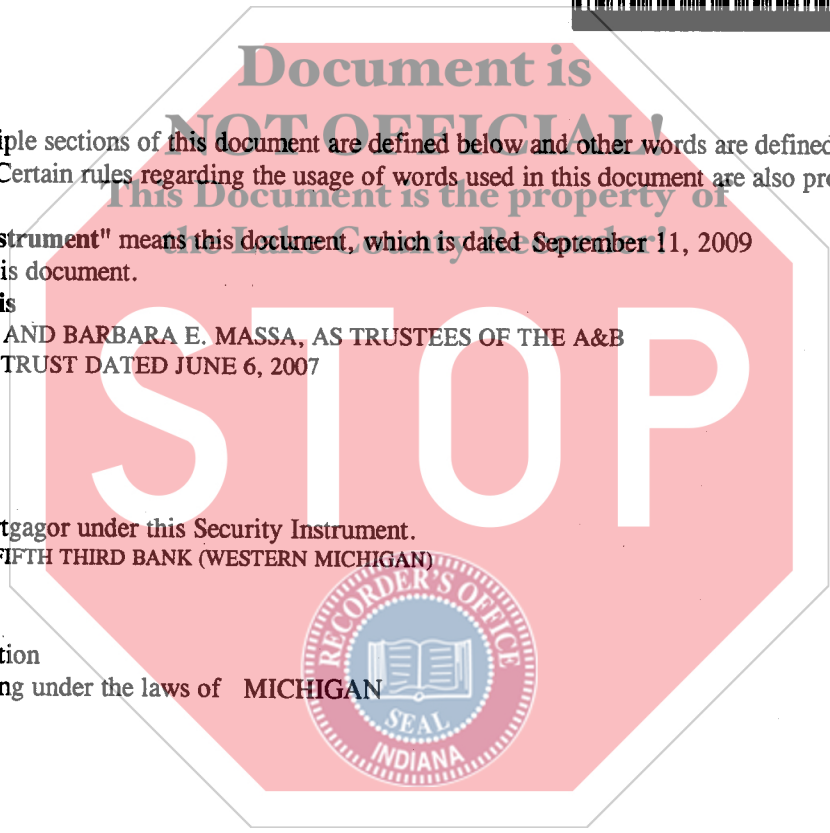 Document is
NOT OFFICIAL!
iple sections of this document are defined below and other words are defined
Certain rules regarding the usage of words used in this document are also pr
This Document is the property of
the Lake County Recorder!
strument" means this document, which is dated September 11, 2009
is document.
is
AND BARBARA E. MASSA, AS TRUSTEES OF THE A&B
TRUST DATED JUNE 6, 2007
STOP
tgagor under this Security Instrument.
FIFTH THIRD BANK (WESTERN MICHIGAN)
RECORDER'S OFFICE
tion
ng under the laws of MICHIGAN
SEAL
INDIANA